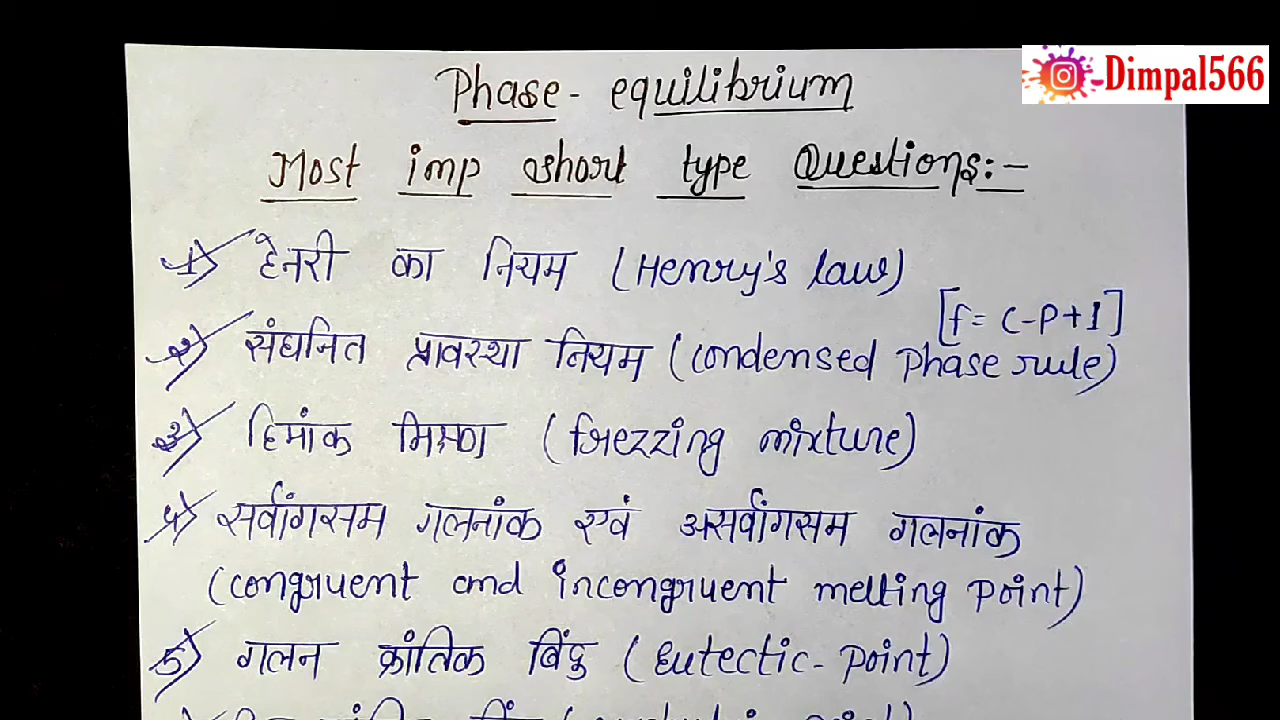 Dimpal566
Phase- equilibrium
Most imp short type Questions:-
1) हेनरी का नियम (Henry's law)
[f= C-P+1]
2) संघनित प्रावस्था नियम (Condensed Phase rule)
3) हिमांक मिश्रण (frezzing mixture)
4) सर्वांगसम गलनांक एवं असर्वांगसम गलनांक
(congruent and incongruent melting point)
5) गलन क्रांतिक बिंदु (Eutectic-point)